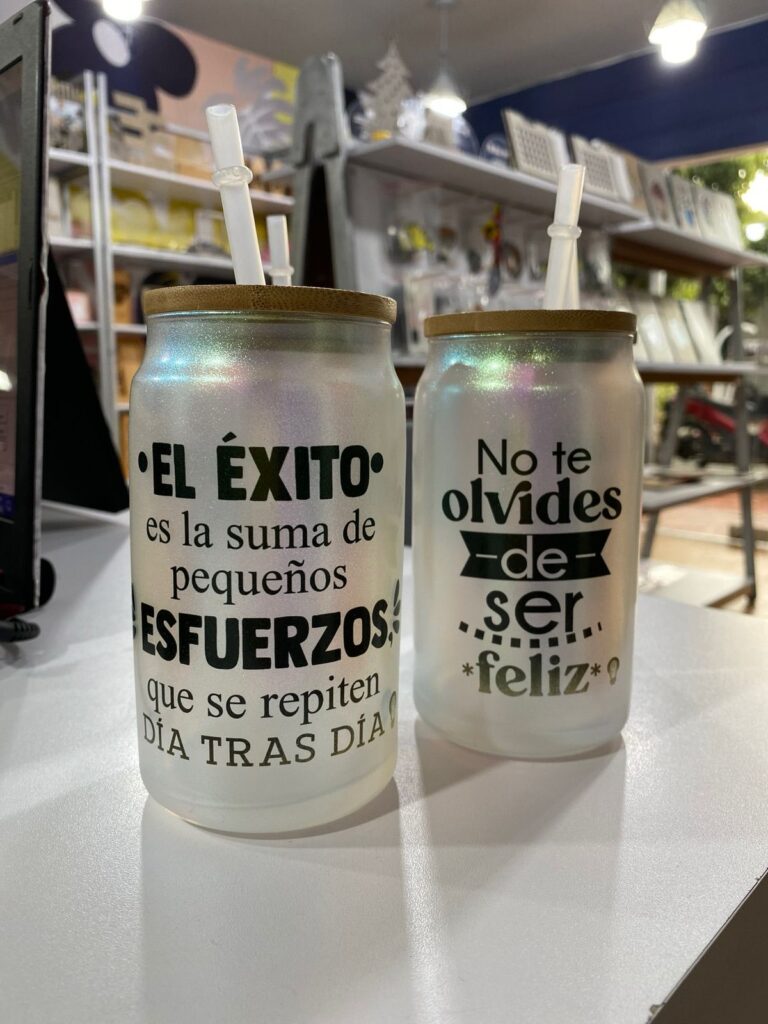 EL ÉXITO
es la suma de
pequeños
ESFUERZOS,
que se repiten
DÍA TRAS DÍA
No te
olvides
-de-
ser
*feliz*